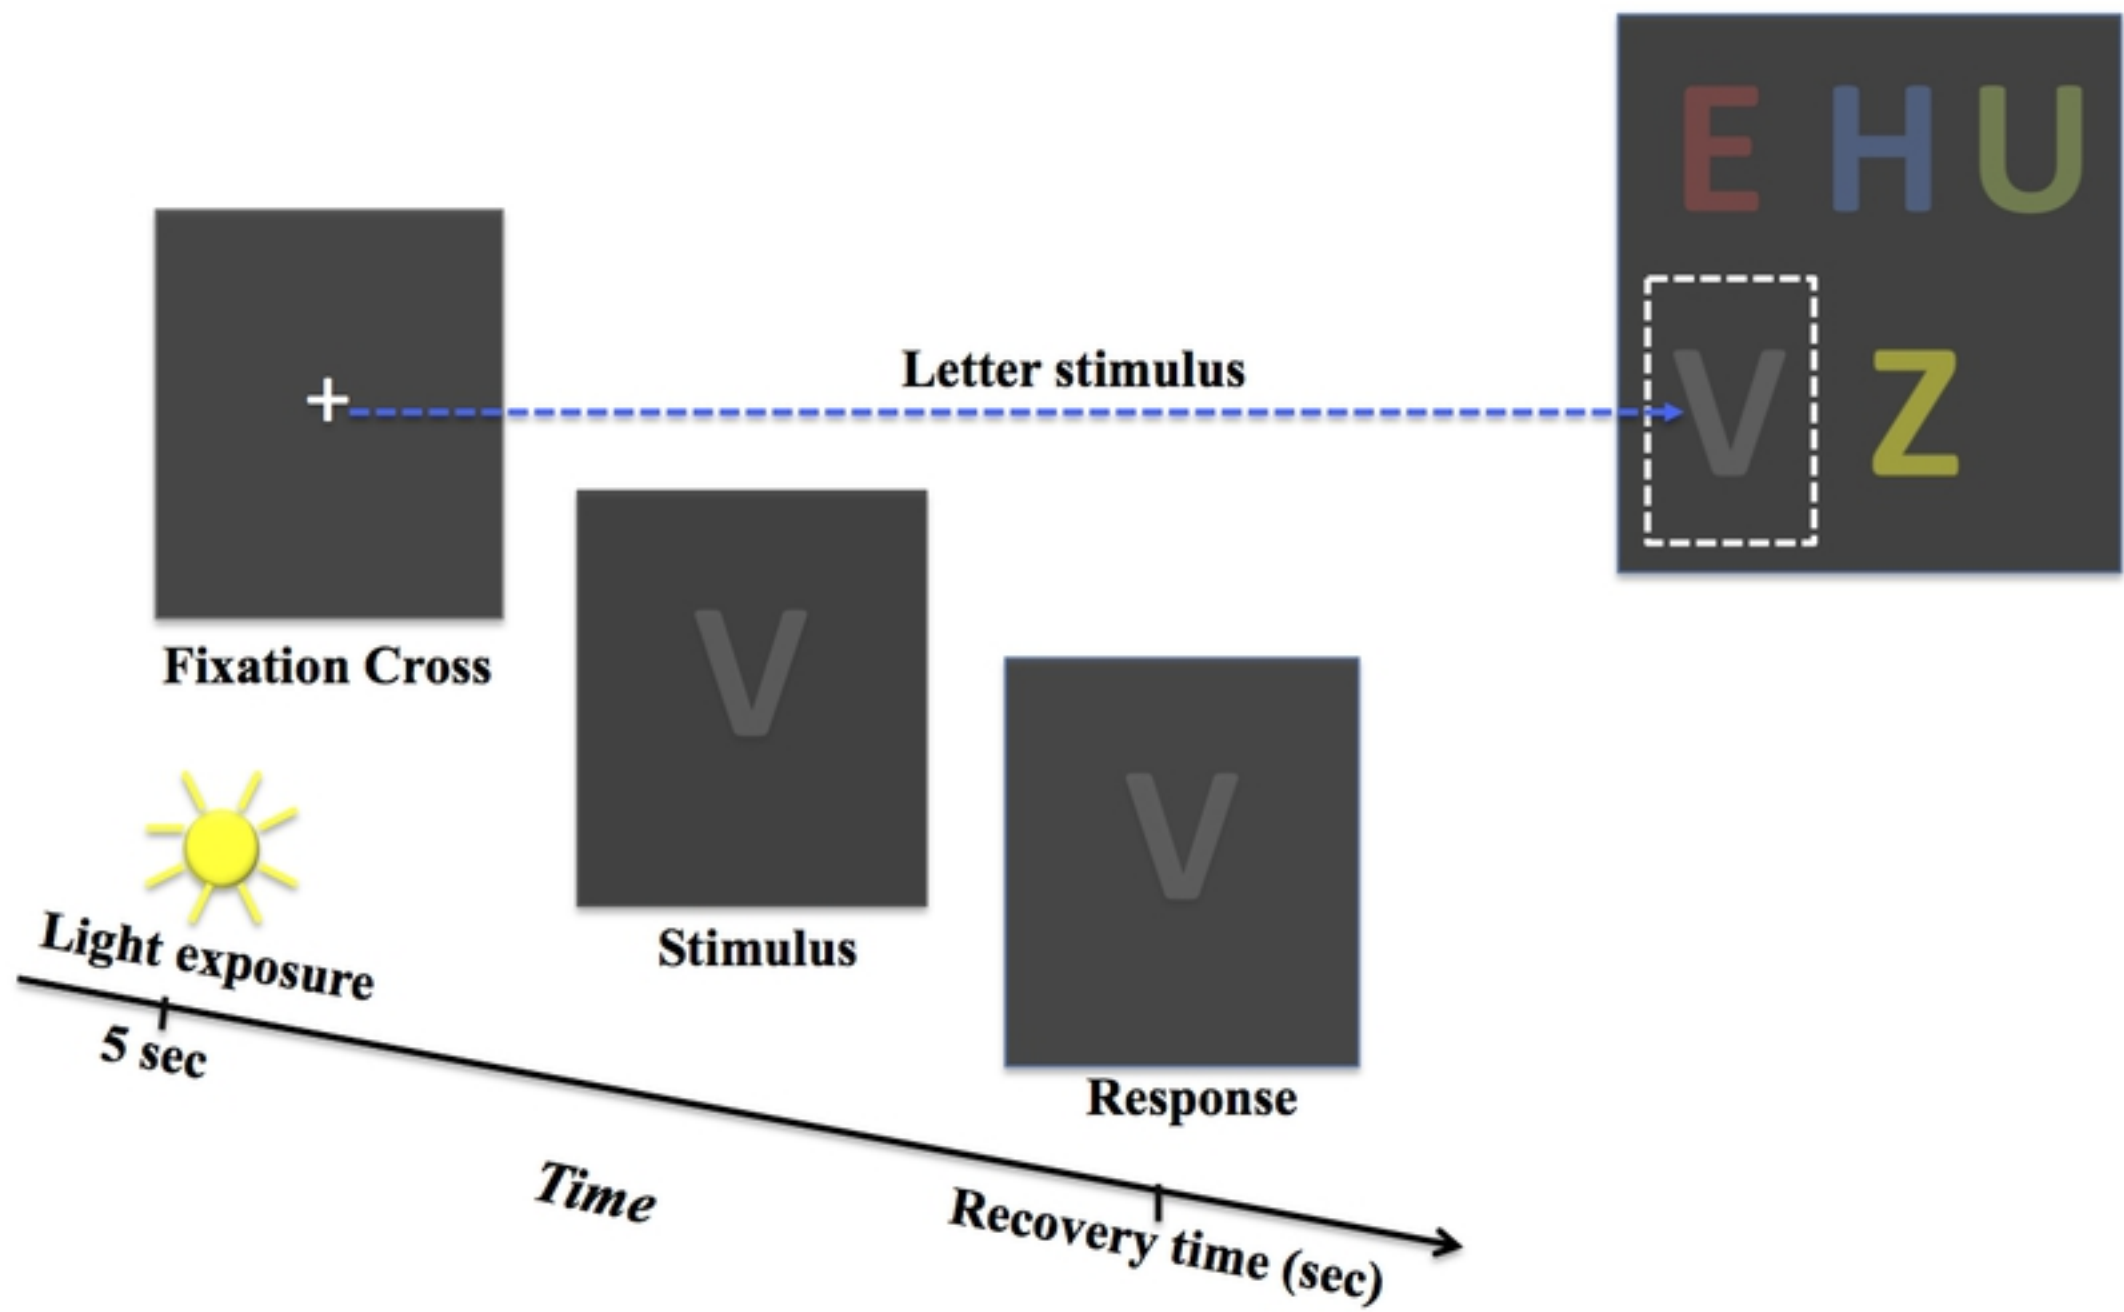 E H U
V Z
Letter stimulus
Fixation Cross
V
Stimulus
V
Response
Light exposure
5 sec
Time
Recovery time (sec)